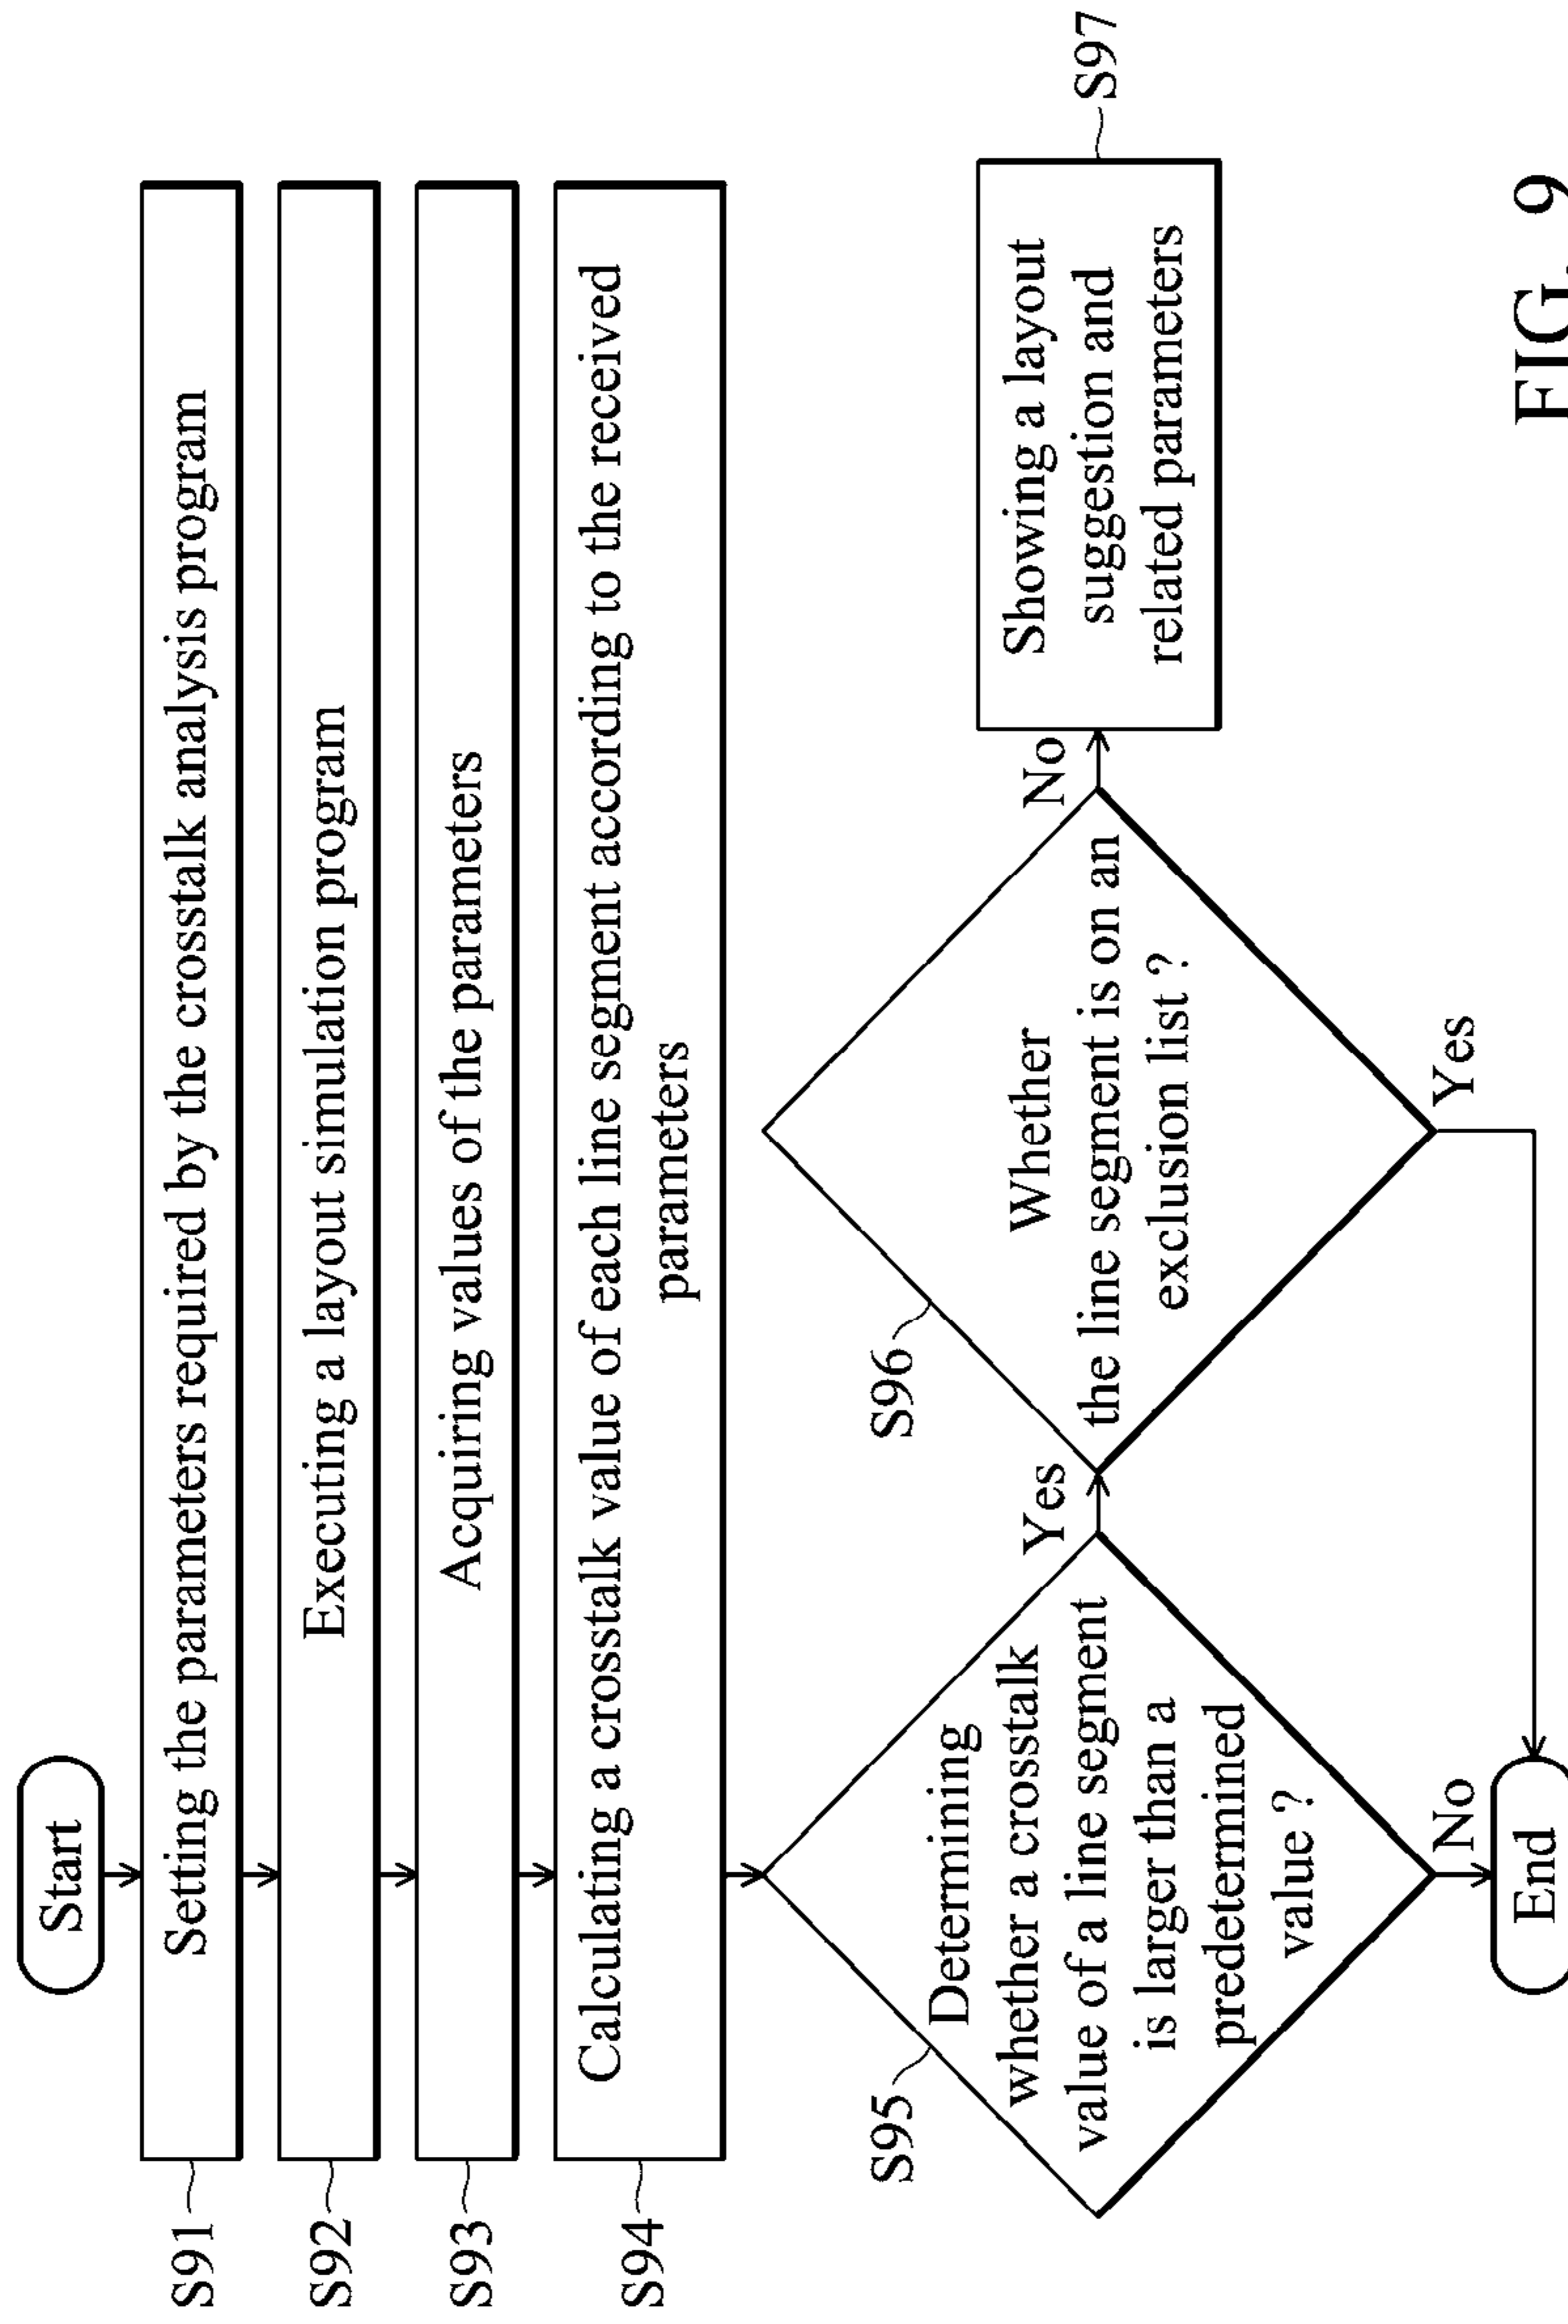 Start
S91
Setting the parameters required by the crosstalk analysis program
S92
Executing a layout simulation program
S93
Acquiring values of the parameters
S94
Calculating a crosstalk value of each line segment according to the received
parameters
S95
Determining
whether a crosstalk
value of a line segment
is larger than a
predetermined
value ?
Yes
No
S96
Whether
the line segment is on an
exclusion list ?
No
Yes
Showing a layout
suggestion and
related parameters
S97
End
FIG. 9